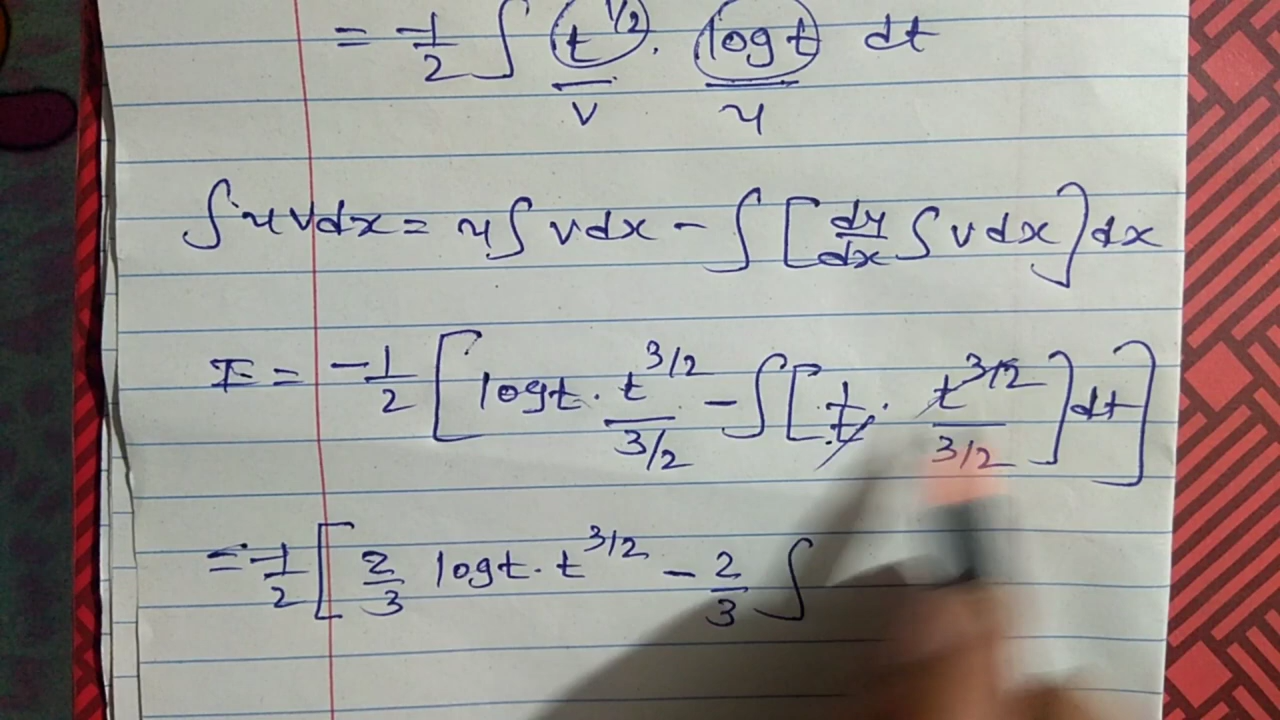 = -1/2 ∫ t^1/2 . log t dt
v u
∫ u v dx = u ∫ v dx - ∫ [ du/dx ∫ v dx ] dx
I = -1/2 [ log t . t^3/2 / 3/2 - ∫ [ 1/t . t^3/2 / 3/2 ] dt ]
= -1/2 [ 2/3 log t . t^3/2 - 2/3 ∫